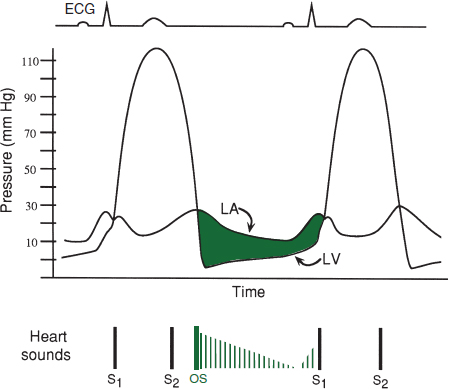 ECG
Pressure (mm Hg)
110
90
70
50
30
10
LA
LV
Time
Heart
sounds
S1
S2
OS
S1
S2